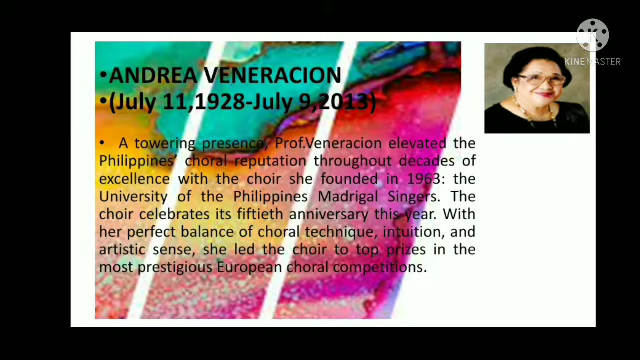 •ANDREA VENERACION
•(July 11,1928-July 9,2013)
• A towering presence, Prof.Veneracion elevated the
Philippines' choral reputation throughout decades of
excellence with the choir she founded in 1963: the
University of the Philippines Madrigal Singers. The
choir celebrates its fiftieth anniversary this year. With
her perfect balance of choral technique, intuition, and
artistic sense, she led the choir to top prizes in the
most prestigious European choral competitions.
KINEMASTER